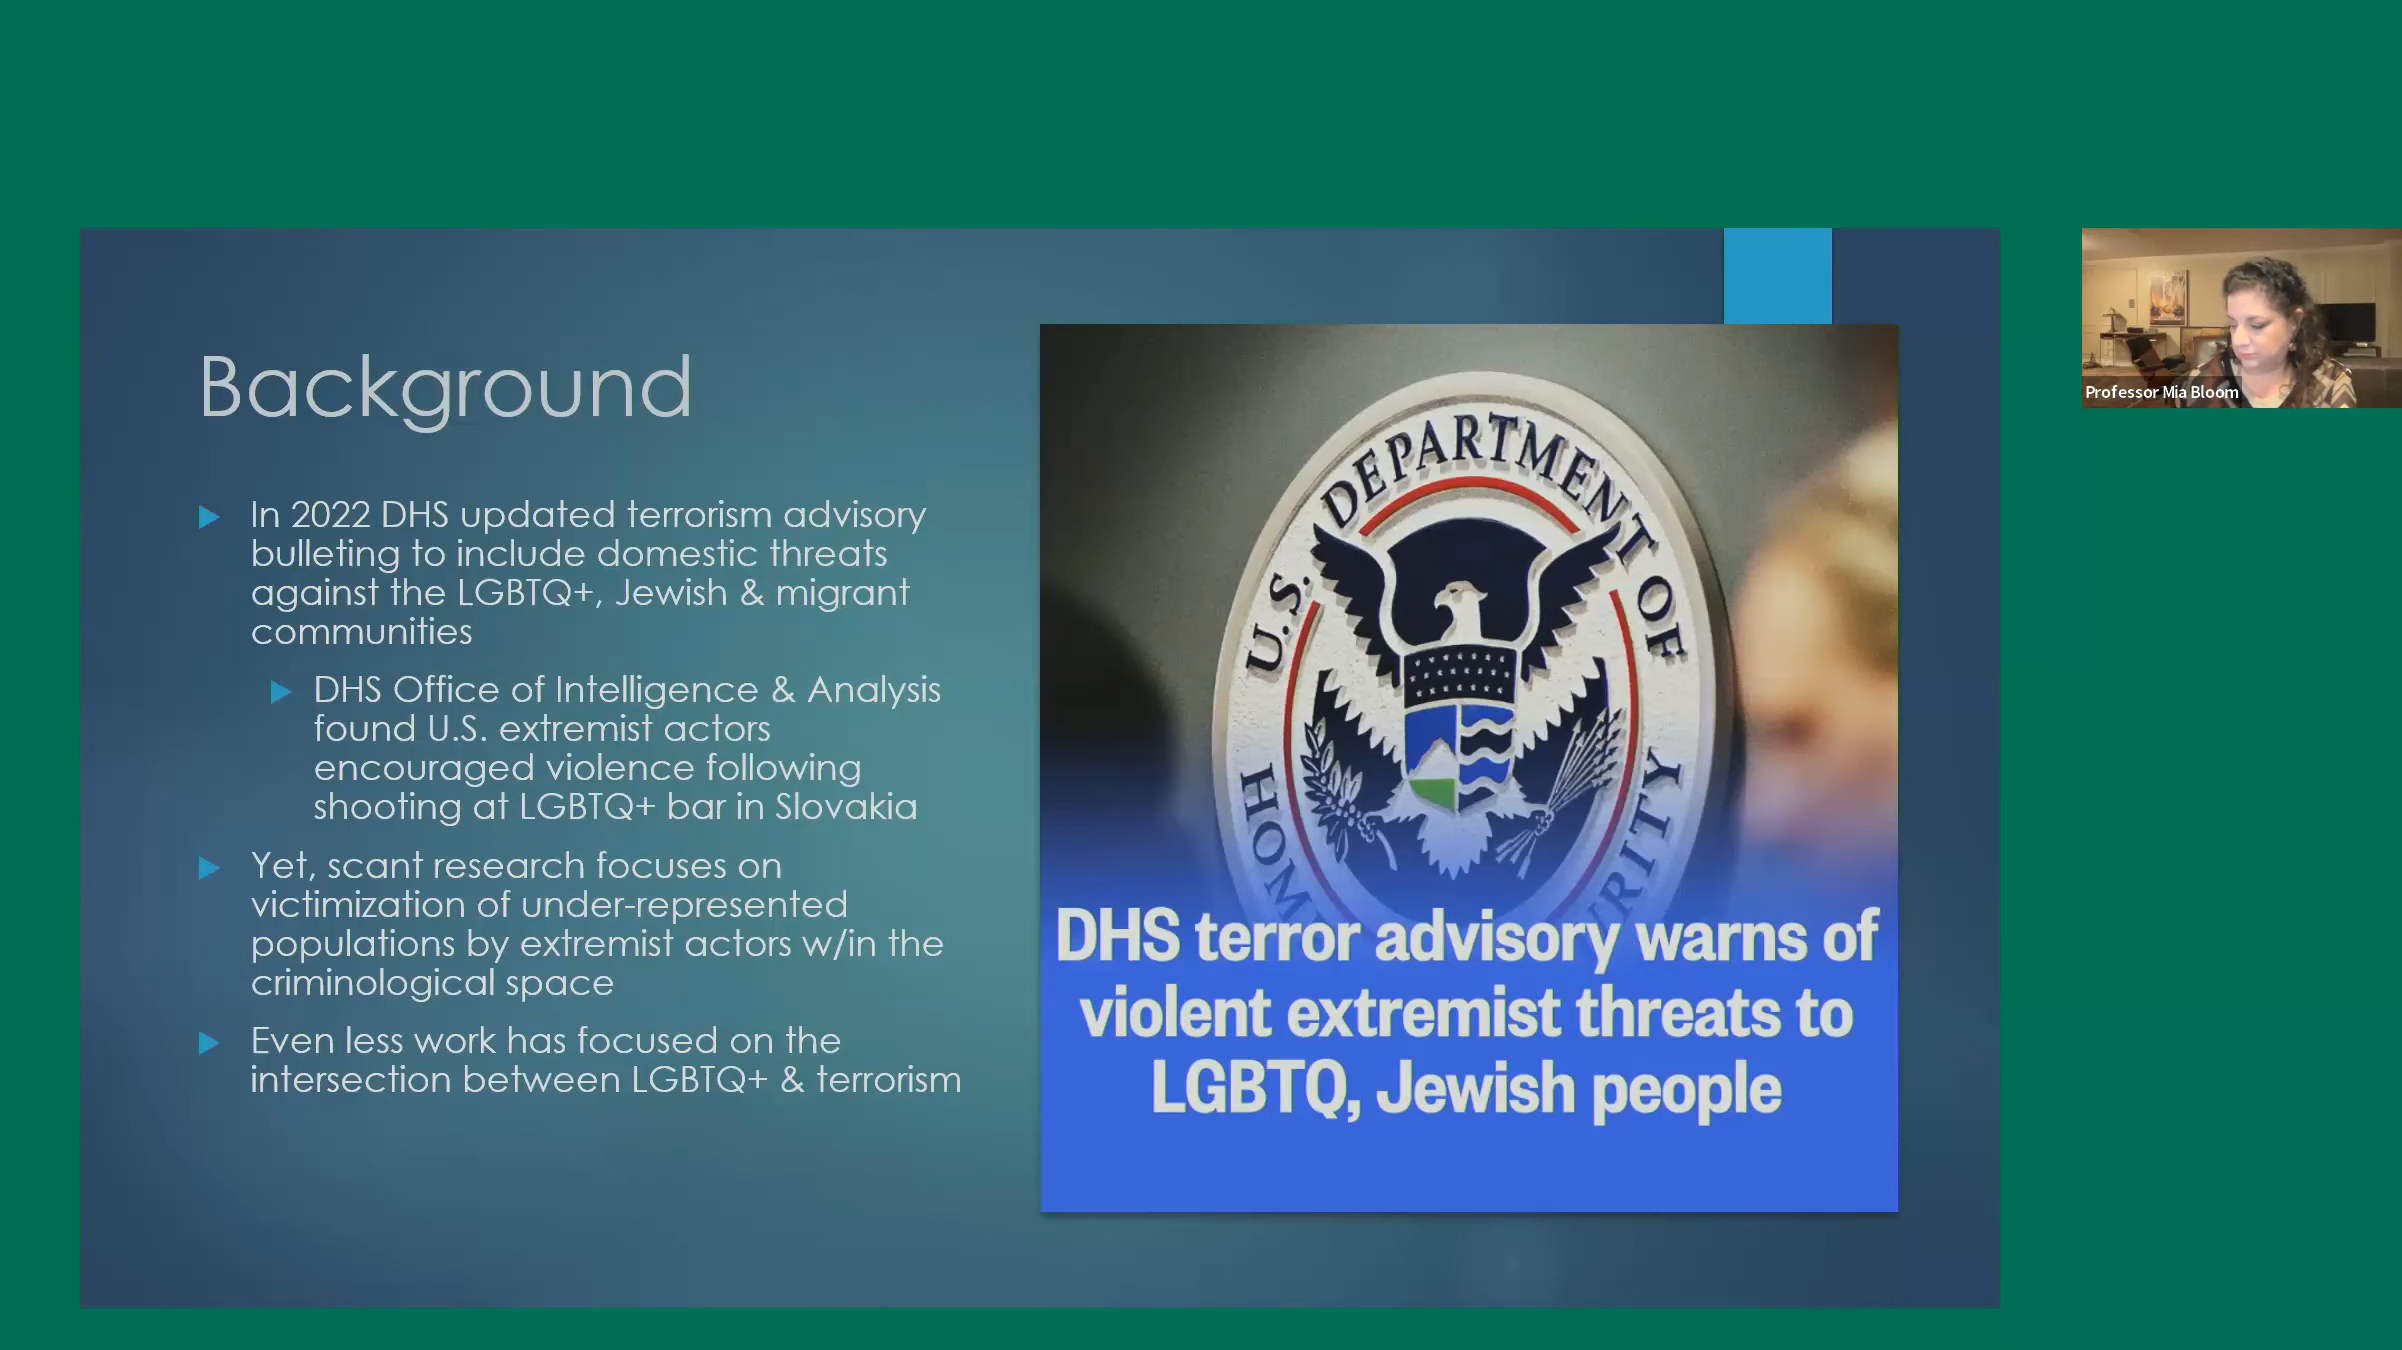 Background
In 2022 DHS updated terrorism advisory
bulleting to include domestic threats
against the LGBTQ+, Jewish & migrant
communities
DHS Office of Intelligence & Analysis
found U.S. extremist actors
encouraged violence following
shooting at LGBTQ+ bar in Slovakia
Yet, scant research focuses on
victimization of under-represented
populations by extremist actors w/in the
criminological space
Even less work has focused on the
intersection between LGBTQ+ & terrorism
U.S. DEPARTMENT OF
DHS terror advisory warns of
violent extremist threats to
LGBTQ, Jewish people
Professor Mia Bloom